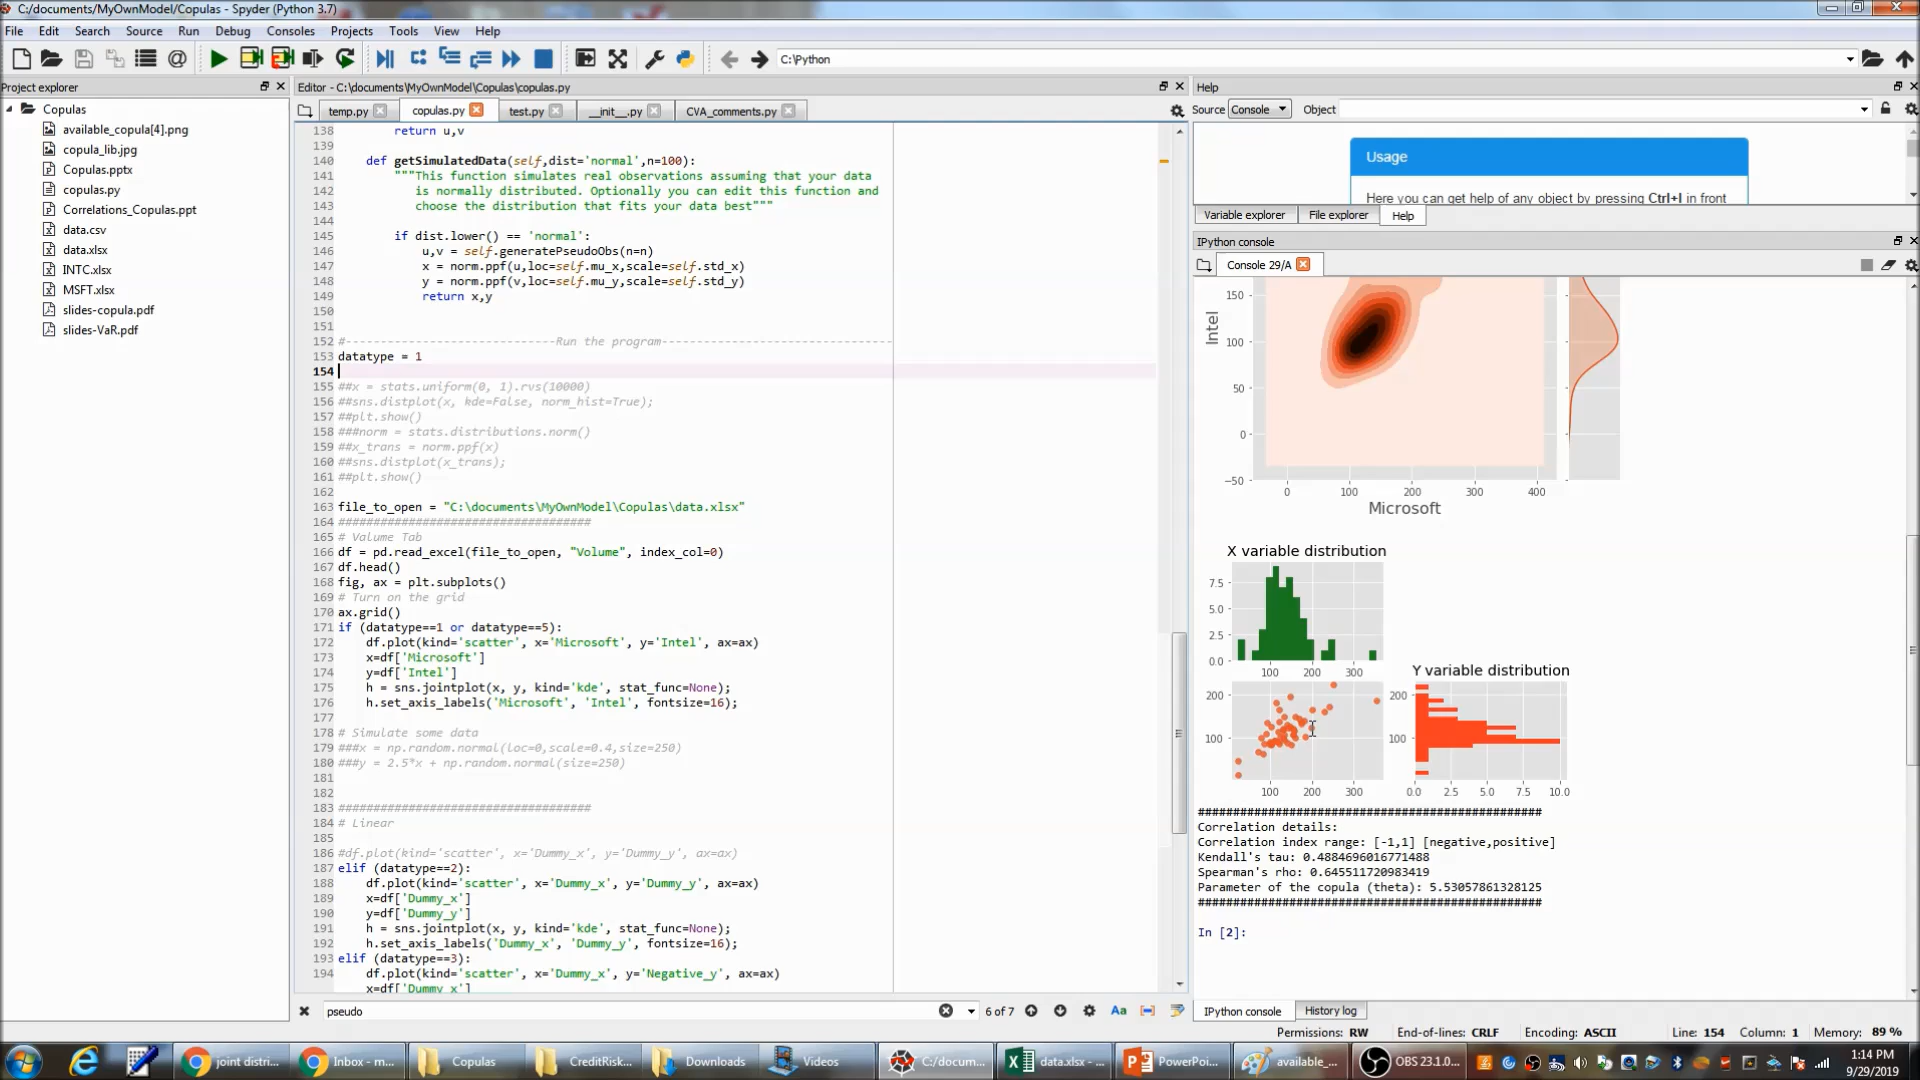 C:/documents/MyOwnModel/Copulas - Spyder (Python 3.7)
File Edit Search Source Run Debug Consoles Projects Tools View Help
C:\Python
Project explorer
Copulas
available_copula[4].png
copula_lib.jpg
Copulas.pptx
copulas.py
Correlations_Copulas.ppt
data.csv
data.xlsx
INTC.xlsx
MSFT.xlsx
slides-copula.pdf
slides-VaR.pdf
Editor - C:\documents\MyOwnModel\Copulas\copulas.py
temp.py copulas.py test.py __init__.py CVA_comments.py
138 return u,v
139
140 def getSimulatedData(self,dist='normal',n=100):
141 """This function simulates real observations assuming that your data
142 is normally distributed. Optionally you can edit this function and
143 choose the distribution that fits your data best"""
144
145 if dist.lower() == 'normal':
146 u,v = self.generatePseudoObs(n=n)
147 x = norm.ppf(u,loc=self.mu_x,scale=self.std_x)
148 y = norm.ppf(v,loc=self.mu_y,scale=self.std_y)
149 return x,y
150
151
152 #------------------------------Run the program---------------------------------
153 datatype = 1
154
155 ##x = stats.uniform(0, 1).rvs(10000)
156 ##sns.distplot(x, kde=False, norm_hist=True);
157 ##plt.show()
158 ###norm = stats.distributions.norm()
159 ##x_trans = norm.ppf(x)
160 ##sns.distplot(x_trans);
161 ##plt.show()
162
163 file_to_open = "C:\documents\MyOwnModel\Copulas\data.xlsx"
164 ####################################
165 # Valume Tab
166 df = pd.read_excel(file_to_open, "Volume", index_col=0)
167 df.head()
168 fig, ax = plt.subplots()
169 # Turn on the grid
170 ax.grid()
171 if (datatype==1 or datatype==5):
172 df.plot(kind='scatter', x='Microsoft', y='Intel', ax=ax)
173 x=df['Microsoft']
174 y=df['Intel']
175 h = sns.jointplot(x, y, kind='kde', stat_func=None);
176 h.set_axis_labels('Microsoft', 'Intel', fontsize=16);
177
178 # Simulate some data
179 ###x = np.random.normal(loc=0,scale=0.4,size=250)
180 ###y = 2.5*x + np.random.normal(size=250)
181
182
183 ####################################
184 # Linear
185
186 #df.plot(kind='scatter', x='Dummy_x', y='Dummy_y', ax=ax)
187 elif (datatype==2):
188 df.plot(kind='scatter', x='Dummy_x', y='Dummy_y', ax=ax)
189 x=df['Dummy_x']
190 y=df['Dummy_y']
191 h = sns.jointplot(x, y, kind='kde', stat_func=None);
192 h.set_axis_labels('Dummy_x', 'Dummy_y', fontsize=16);
193 elif (datatype==3):
194 df.plot(kind='scatter', x='Dummy_x', y='Negative_y', ax=ax)
x=df['Dummy_x']
pseudo
6 of 7
Aa
Help
Source Console Object
Usage
Here you can get help of any object by pressing Ctrl+I in front
Variable explorer File explorer Help
IPython console
Console 29/A
150
100
50
0
−50
Intel
0 100 200 300 400
Microsoft
X variable distribution
7.5
5.0
2.5
0.0
100 200 300
Y variable distribution
200
100
100 200 300
200
100
0.0 2.5 5.0 7.5 10.0
#################################################
Correlation details:
Correlation index range: [-1,1] [negative,positive]
Kendall's tau: 0.4884696016771488
Spearman's rho: 0.645511720983419
Parameter of the copula (theta): 5.53057861328125
#################################################
In [2]:
IPython console History log
Permissions: RW End-of-lines: CRLF Encoding: ASCII Line: 154 Column: 1 Memory: 89 %
joint distri...
Inbox - m...
Copulas
CreditRisk...
Downloads
Videos
C:/docum...
data.xlsx - ...
PowerPoi...
available_...
OBS 23.1.0...
1:14 PM
9/29/2019